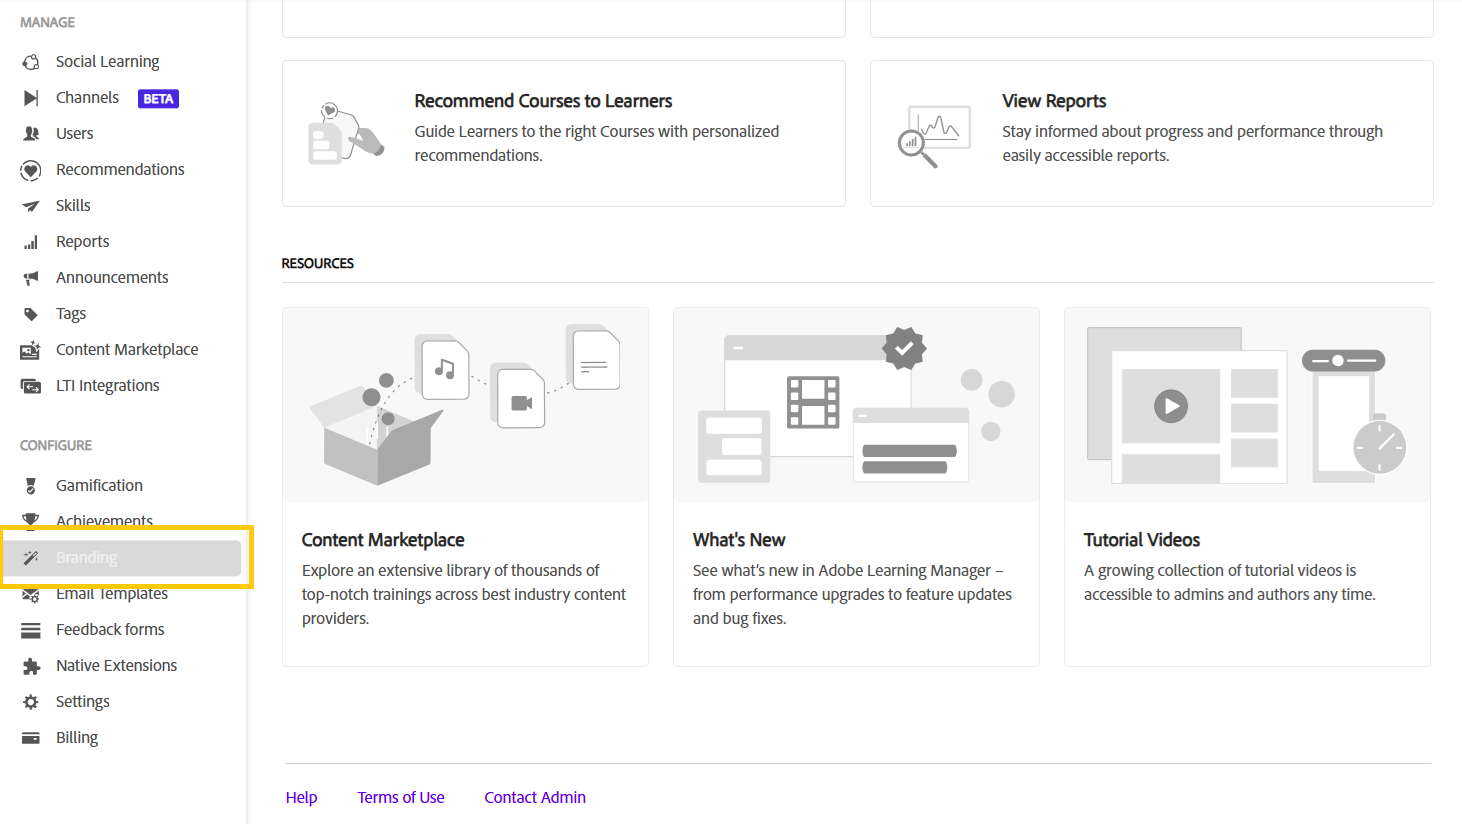 MANAGE
Social Learning
Channels BETA
Users
Recommendations
Skills
Reports
Announcements
Tags
Content Marketplace
LTI Integrations
CONFIGURE
Gamification
Achievements
Branding
Email Templates
Feedback forms
Native Extensions
Settings
Billing
Recommend Courses to Learners
Guide Learners to the right Courses with personalized
recommendations.
View Reports
Stay informed about progress and performance through
easily accessible reports.
RESOURCES
Content Marketplace
Explore an extensive library of thousands of
top-notch trainings across best industry content
providers.
What's New
See what's new in Adobe Learning Manager –
from performance upgrades to feature updates
and bug fixes.
Tutorial Videos
A growing collection of tutorial videos is
accessible to admins and authors any time.
Help Terms of Use Contact Admin